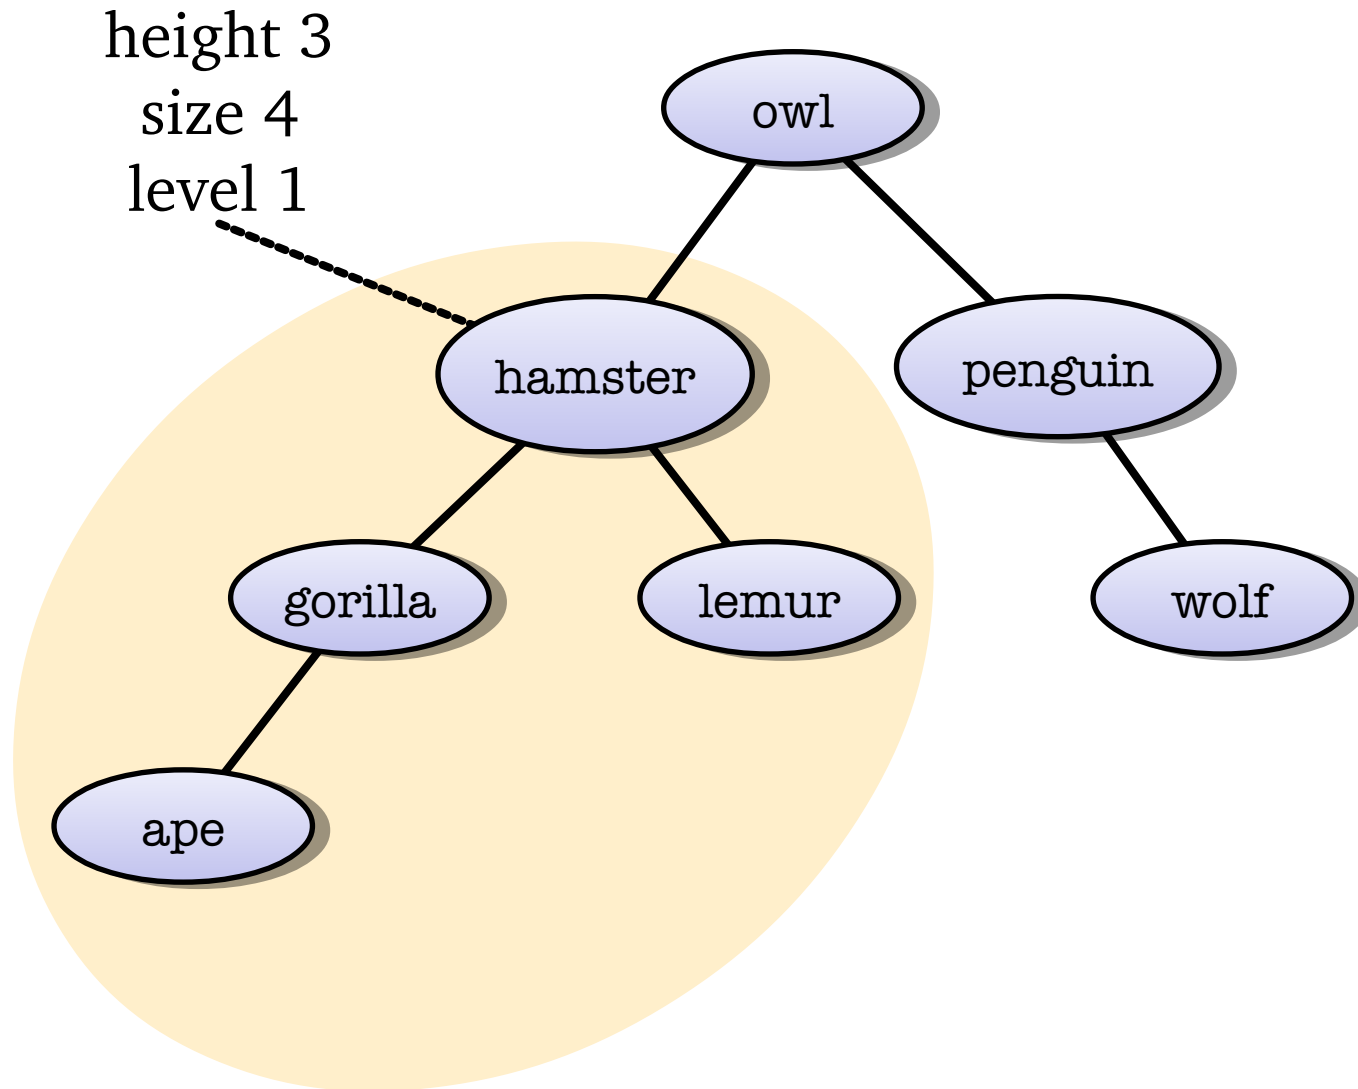 height 3
size 4
level 1
owl
hamster
penguin
gorilla
lemur
wolf
ape